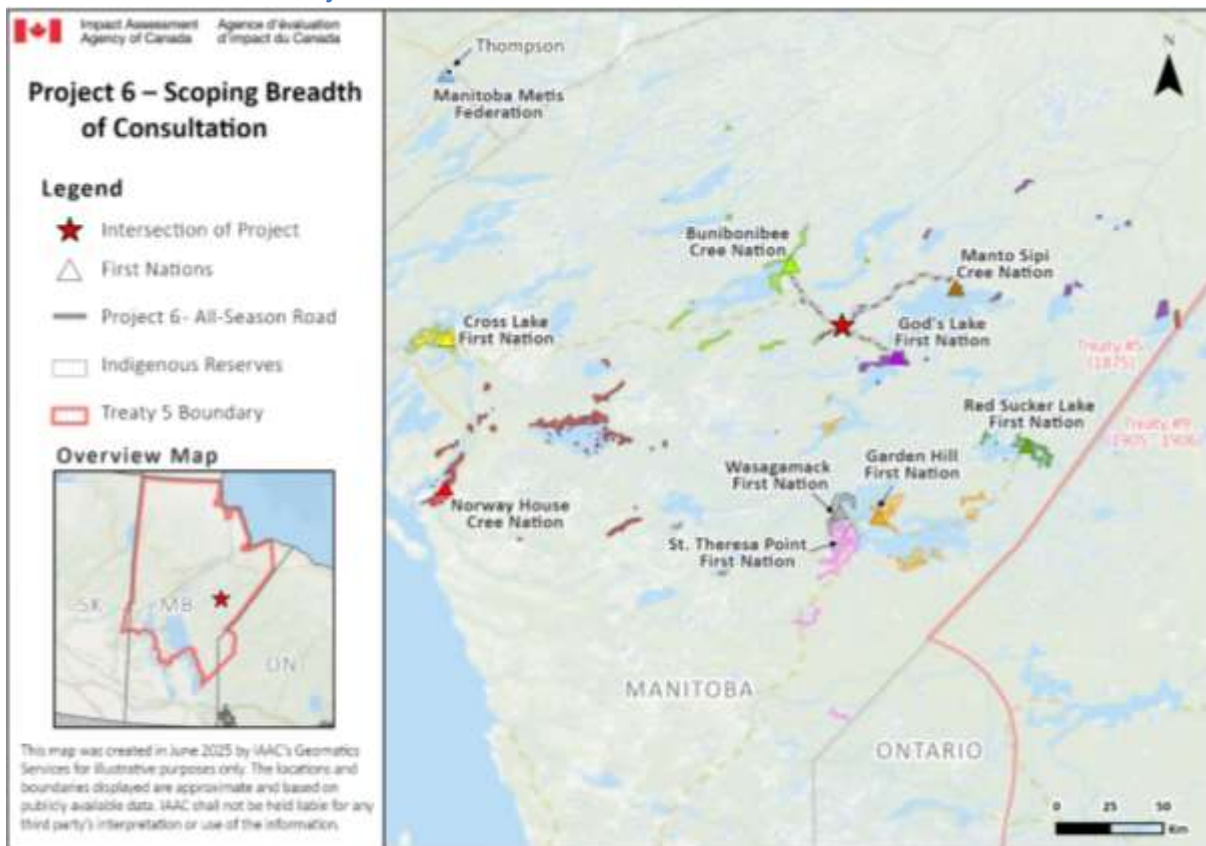 Impact Assessment
Agency of Canada
Agence d'évaluation
d'impact du Canada
Project 6 – Scoping Breadth
of Consultation
Legend
Intersection of Project
First Nations
Project 6- All-Season Road
Indigenous Reserves
Treaty 5 Boundary
Overview Map
SK
MB
ON
This map was created in June 2025 by IAAC's Geomatics
Services for illustrative purposes only. The locations and
boundaries displayed are approximate and based on
publicly available data. IAAC shall not be held liable for any
third party's interpretation or use of the information.
Thompson
Manitoba Metis
Federation
N
Bunibonibee
Cree Nation
Manto Sipi
Cree Nation
Cross Lake
First Nation
God's Lake
First Nation
Treaty #5
(1875)
Treaty #9
(1905 - 1906)
Red Sucker Lake
First Nation
Wasagamack
First Nation
Garden Hill
First Nation
Norway House
Cree Nation
St. Theresa Point
First Nation
MANITOBA
ONTARIO
0 25 50
Km